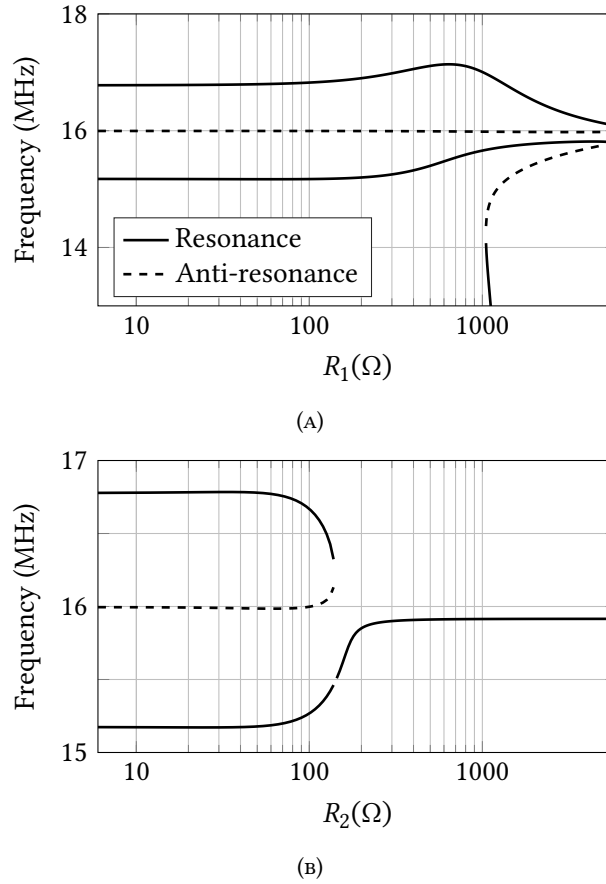 18
16
14
Frequency (MHz)
Resonance
Anti-resonance
10
100
1000
R₁(Ω)
(A)
17
16
15
Frequency (MHz)
10
100
1000
R₂(Ω)
(B)